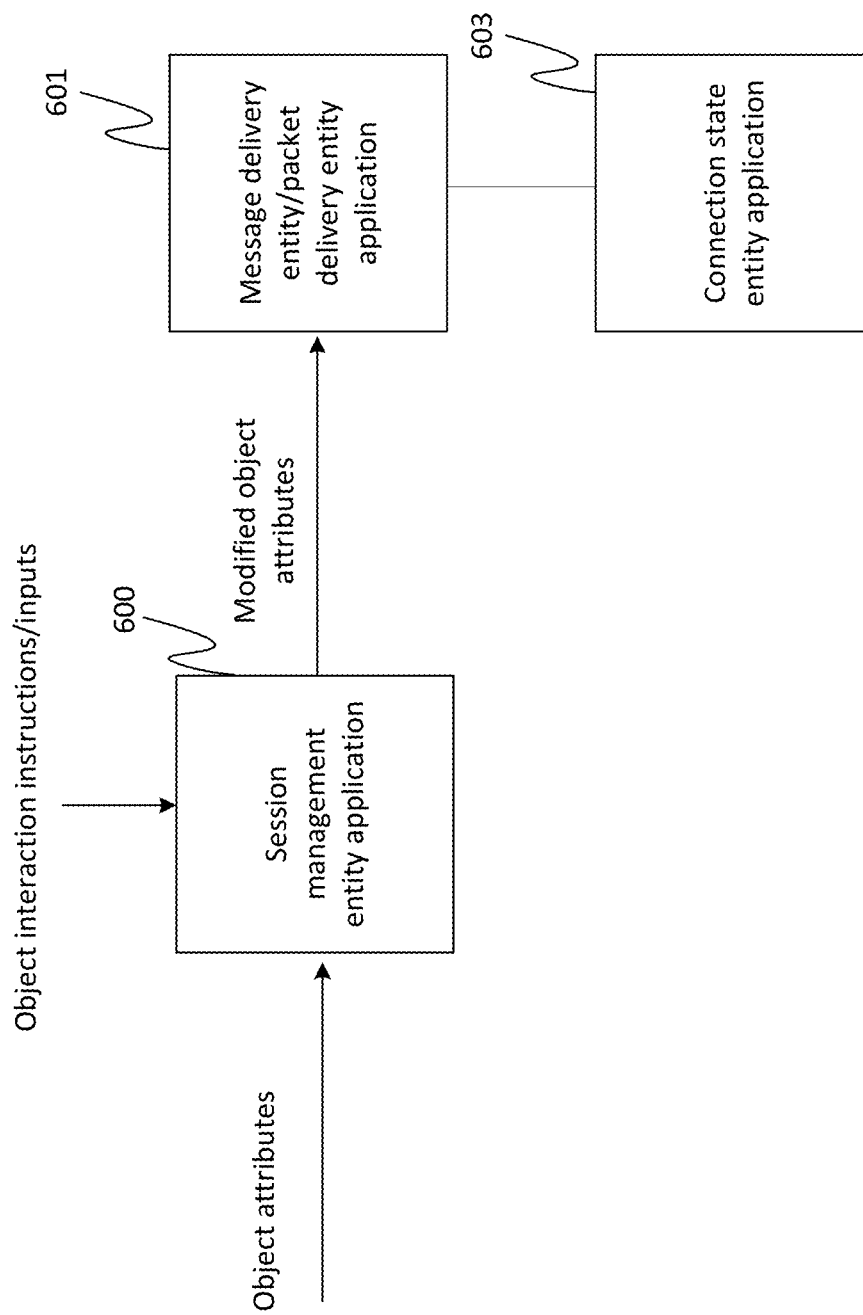 Object interaction instructions/inputs
Object attributes
600
Session
management
entity application
Modified object
attributes
601
Message delivery
entity/packet
delivery entity
application
603
Connection state
entity application